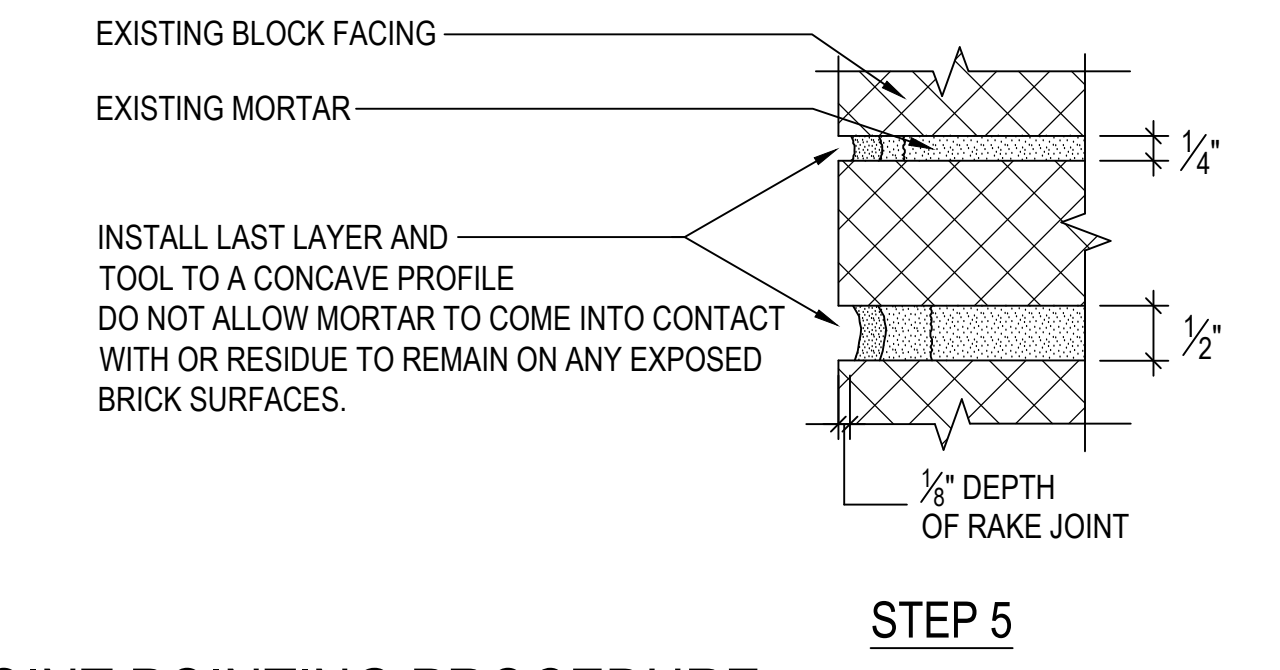 EXISTING BLOCK FACING
EXISTING MORTAR
INSTALL LAST LAYER AND
TOOL TO A CONCAVE PROFILE
DO NOT ALLOW MORTAR TO COME INTO CONTACT
WITH OR RESIDUE TO REMAIN ON ANY EXPOSED
BRICK SURFACES.
1/4"
1/2"
1/8" DEPTH
OF RAKE JOINT
STEP 5